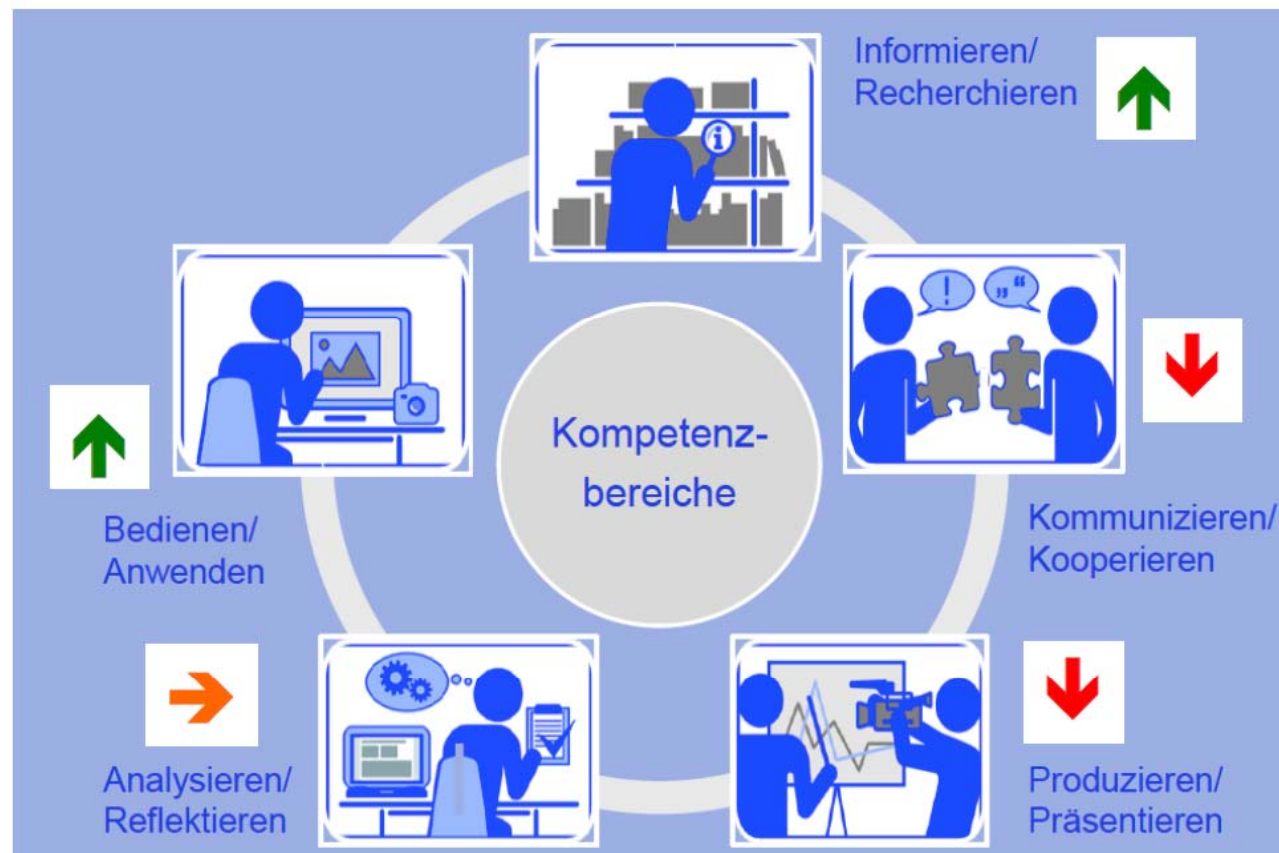 Informieren/
Recherchieren
i
!
„“
Kompetenz-
bereiche
Bedienen/
Anwenden
Kommunizieren/
Kooperieren
Analysieren/
Reflektieren
Produzieren/
Präsentieren